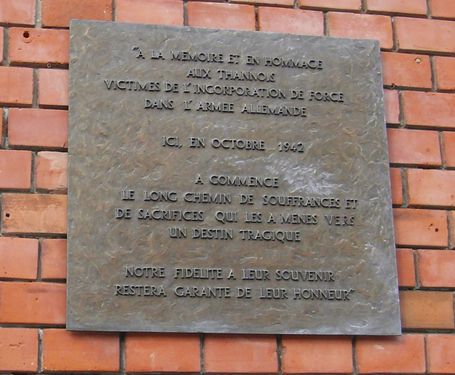 "A LA MEMOIRE ET EN HOMMAGE
AUX THANNOIS
VICTIMES DE L'INCORPORATION DE FORCE
DANS L'ARMEE ALLEMANDE
ICI, EN OCTOBRE 1942
A COMMENCE
LE LONG CHEMIN DE SOUFFRANCES ET
DE SACRIFICES QUI LES A MENES VERS
UN DESTIN TRAGIQUE
NOTRE FIDELITE A LEUR SOUVENIR
RESTERA GARANTE DE LEUR HONNEUR"